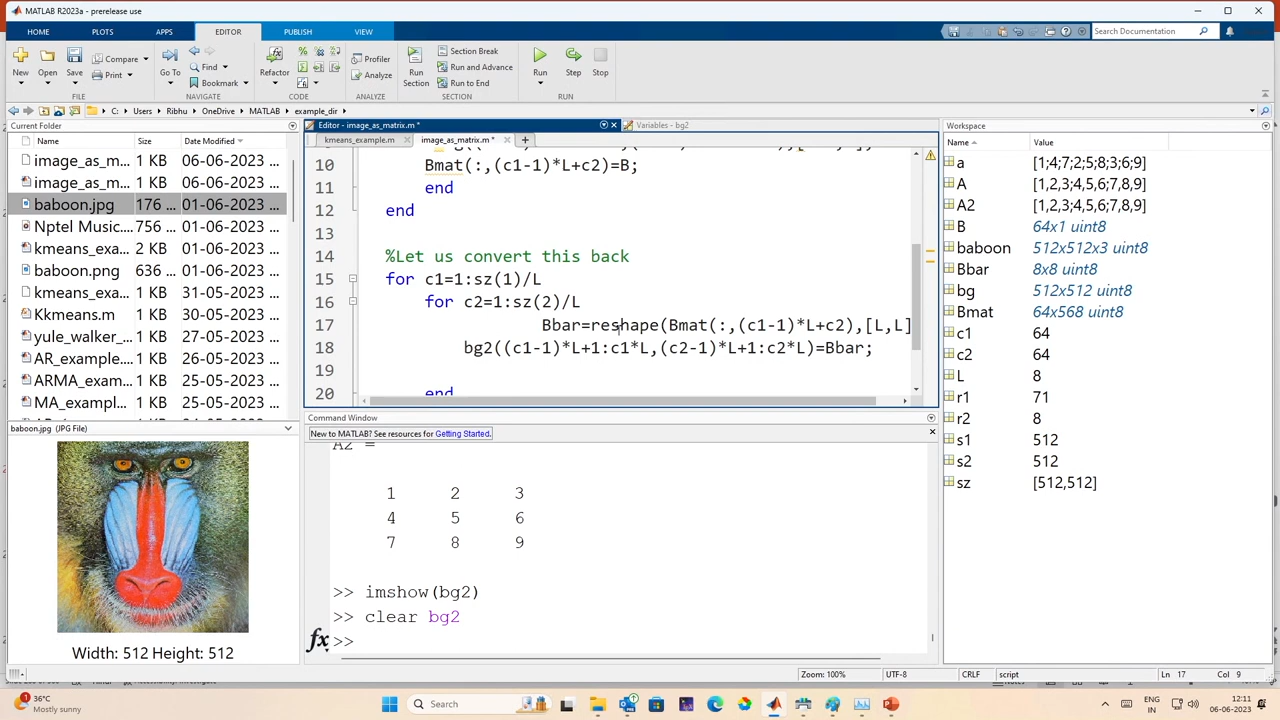 MATLAB R2023a - prerelease use
HOME PLOTS APPS EDITOR PUBLISH VIEW
Search Documentation
New Open Save Compare Print
Go To Find Bookmark
Refactor
Profiler Analyze
Run Section
Section Break
Run and Advance
Run to End
Run Step Stop
FILE NAVIGATE CODE ANALYZE SECTION RUN
C: Users Ribhu OneDrive MATLAB example_dir
Current Folder
Name Size Date Modified
image_as_m... 1 KB 06-06-2023 ...
image_as_m... 1 KB 06-06-2023 ...
baboon.jpg 176 ... 01-06-2023 ...
Nptel Music... 756 ... 01-06-2023 ...
kmeans_exa... 2 KB 01-06-2023 ...
baboon.png 636 ... 01-06-2023 ...
kmeans_exa... 1 KB 31-05-2023 ...
Kkmeans.m 1 KB 30-05-2023 ...
yule_walker_... 1 KB 30-05-2023 ...
AR_example... 1 KB 26-05-2023 ...
ARMA_exam... 1 KB 25-05-2023 ...
MA_exampl... 1 KB 25-05-2023 ...
baboon.jpg (JPG File)
Width: 512 Height: 512
Editor - image_as_matrix.m *
Variables - bg2
kmeans_example.m image_as_matrix.m *
10 Bmat(:,(c1-1)*L+c2)=B;
11 end
12 end
13
14 %Let us convert this back
15 for c1=1:sz(1)/L
16 for c2=1:sz(2)/L
17 Bbar=reshape(Bmat(:,(c1-1)*L+c2),[L,L]
18 bg2((c1-1)*L+1:c1*L,(c2-1)*L+1:c2*L)=Bbar;
19
20 end
Command Window
New to MATLAB? See resources for Getting Started.
A2 =
1 2 3
4 5 6
7 8 9
>> imshow(bg2)
>> clear bg2
fx >>
Workspace
Name Value
a [1;4;7;2;5;8;3;6;9]
A [1,2,3;4,5,6;7,8,9]
A2 [1,2,3;4,5,6;7,8,9]
B 64x1 uint8
baboon 512x512x3 uint8
Bbar 8x8 uint8
bg 512x512 uint8
Bmat 64x568 uint8
c1 64
c2 64
L 8
r1 71
r2 8
s1 512
s2 512
sz [512,512]
Zoom: 100% UTF-8 CRLF script Ln 17 Col 9
36°C
Mostly sunny
Search
ENG
IN
12:11
06-06-2023